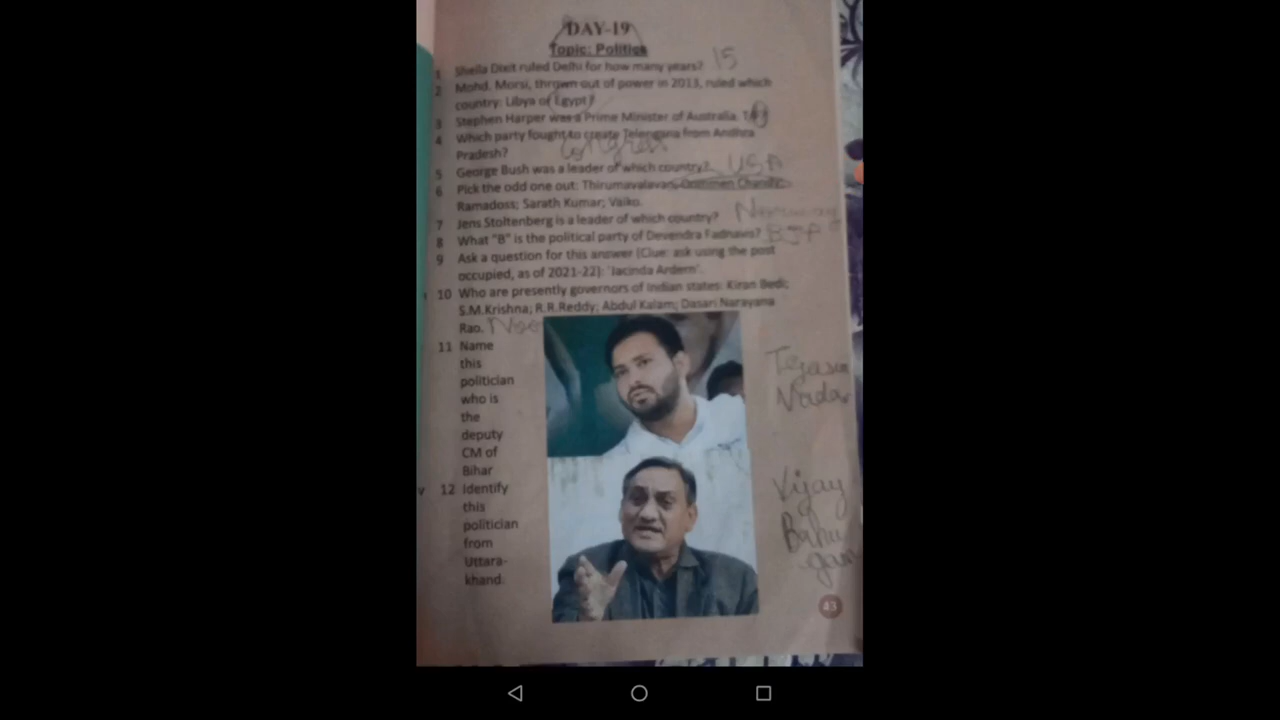 DAY-19
Topic: Politics
1 Sheila Dixit ruled Delhi for how many years? 15
2 Mohd. Morsi, thrown out of power in 2013, ruled which
country: Libya or Egypt?
3 Stephen Harper was a Prime Minister of Australia.
4 Which party fought to create Telengana from Andhra
Pradesh? Congress
5 George Bush was a leader of which country? USA
6 Pick the odd one out: Thirumavalavan; Oommen Chandy;
Ramadoss; Sarath Kumar; Vaiko.
7 Jens Stoltenberg is a leader of which country?
8 What "B" is the political party of Devendra Fadnavis? BJP
9 Ask a question for this answer (Clue: ask using the post
occupied, as of 2021-22): 'Jacinda Ardern'.
10 Who are presently governors of Indian states: Kiran Bedi;
S.M.Krishna; R.R.Reddy; Abdul Kalam; Dasari Narayana
Rao.
11 Name
this
politician
who is
the
deputy
CM of
Bihar
12 Identify
this
politician
from
Uttara-
khand.
Vijay
43